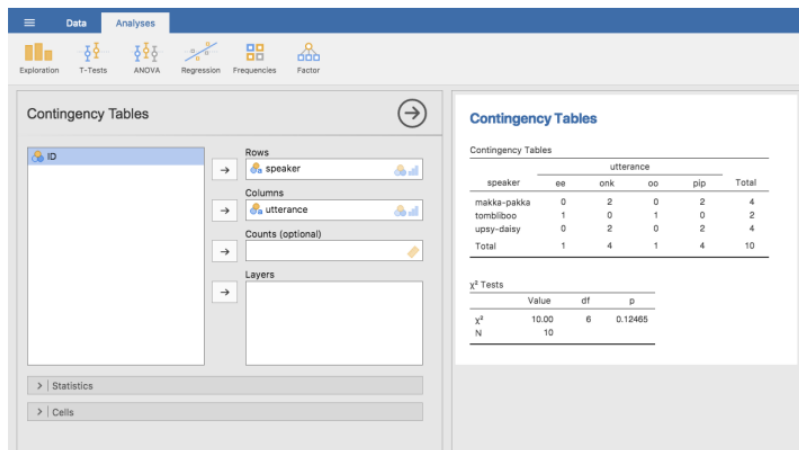 Data Analyses
Exploration T-Tests ANOVA Regression Frequencies Factor
Contingency Tables
ID
Rows
speaker
Columns
utterance
Counts (optional)
Layers
> Statistics
> Cells
Contingency Tables
Contingency Tables
utterance
speaker ee onk oo pip Total
makka-pakka 0 2 0 2 4
tombliboo 1 0 1 0 2
upsy-daisy 0 2 0 2 4
Total 1 4 1 4 10
χ² Tests
Value df p
χ² 10.00 6 0.12465
N 10